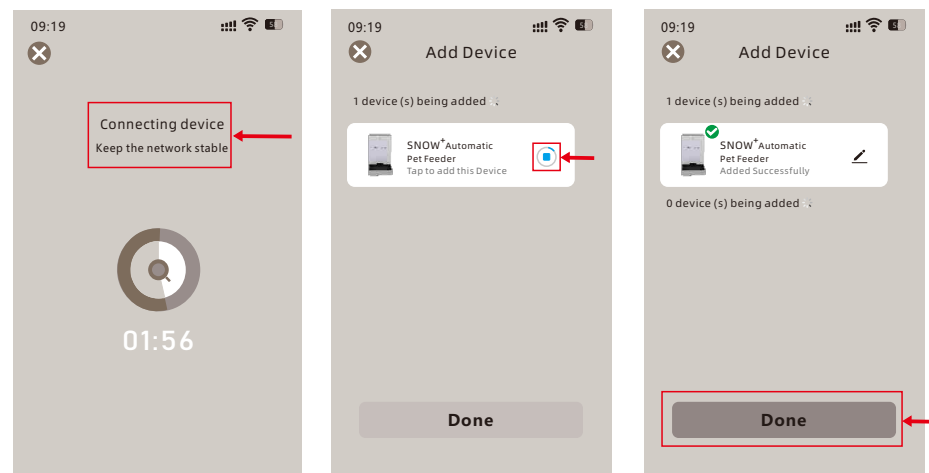 09:19
Connecting device
Keep the network stable
01:56
09:19
Add Device
1 device (s) being added
SNOW⁺Automatic
Pet Feeder
Tap to add this Device
Done
09:19
Add Device
1 device (s) being added
SNOW⁺Automatic
Pet Feeder
Added Successfully
0 device (s) being added
Done